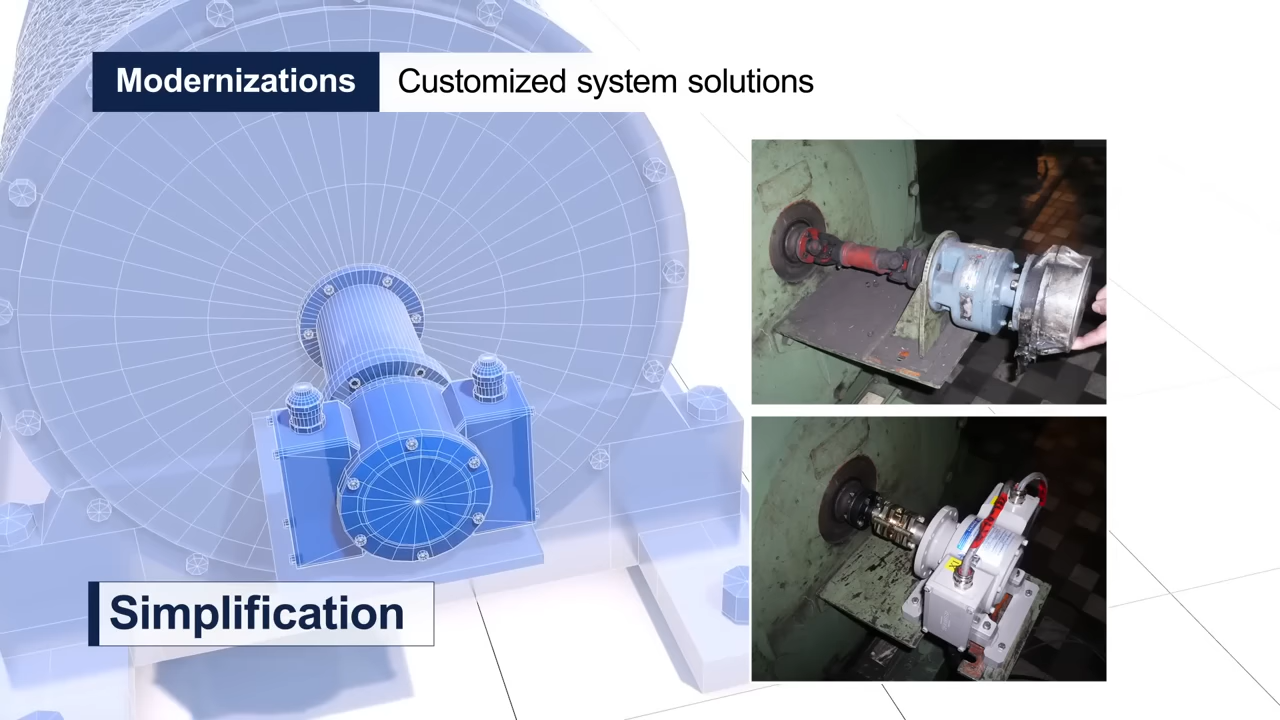 Modernizations
Customized system solutions
Simplification